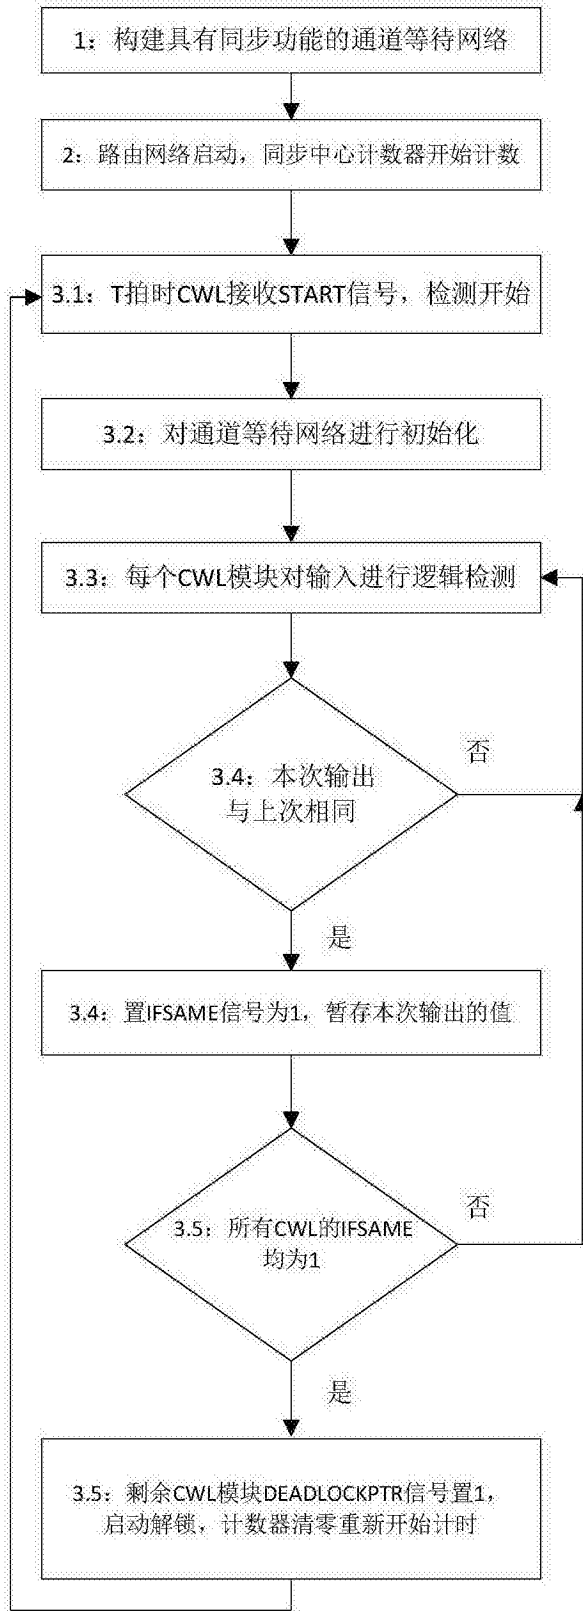 1：构建具有同步功能的通道等待网络
2：路由网络启动，同步中心计数器开始计数
3.1：T拍时CWL接收START信号，检测开始
3.2：对通道等待网络进行初始化
3.3：每个CWL模块对输入进行逻辑检测
3.4：本次输出
与上次相同
否
是
3.4：置IFSAME信号为1，暂存本次输出的值
3.5：所有CWL的IFSAME
均为1
否
是
3.5：剩余CWL模块DEADLOCKPTR信号置1，
启动解锁，计数器清零重新开始计时